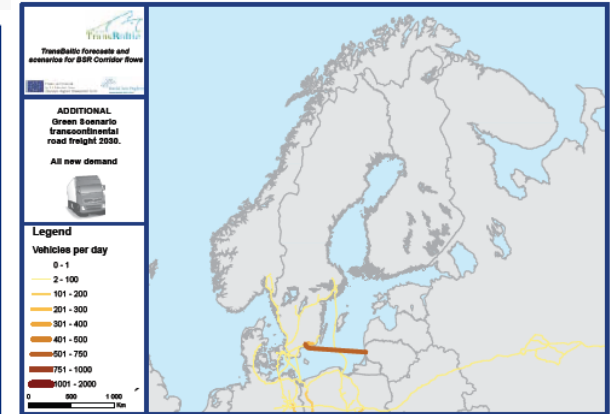 TransBaltic
TransBaltic forecasts and
scenarios for BSR Corridor flows
ADDITIONAL
Green Scenario
transcontinental
road freight 2030.
All new demand
Legend
Vehicles per day
0 - 1
2 - 100
101 - 200
201 - 300
301 - 400
401 - 500
501 - 750
751 - 1000
1001 - 2000
0 500 1 000
Km